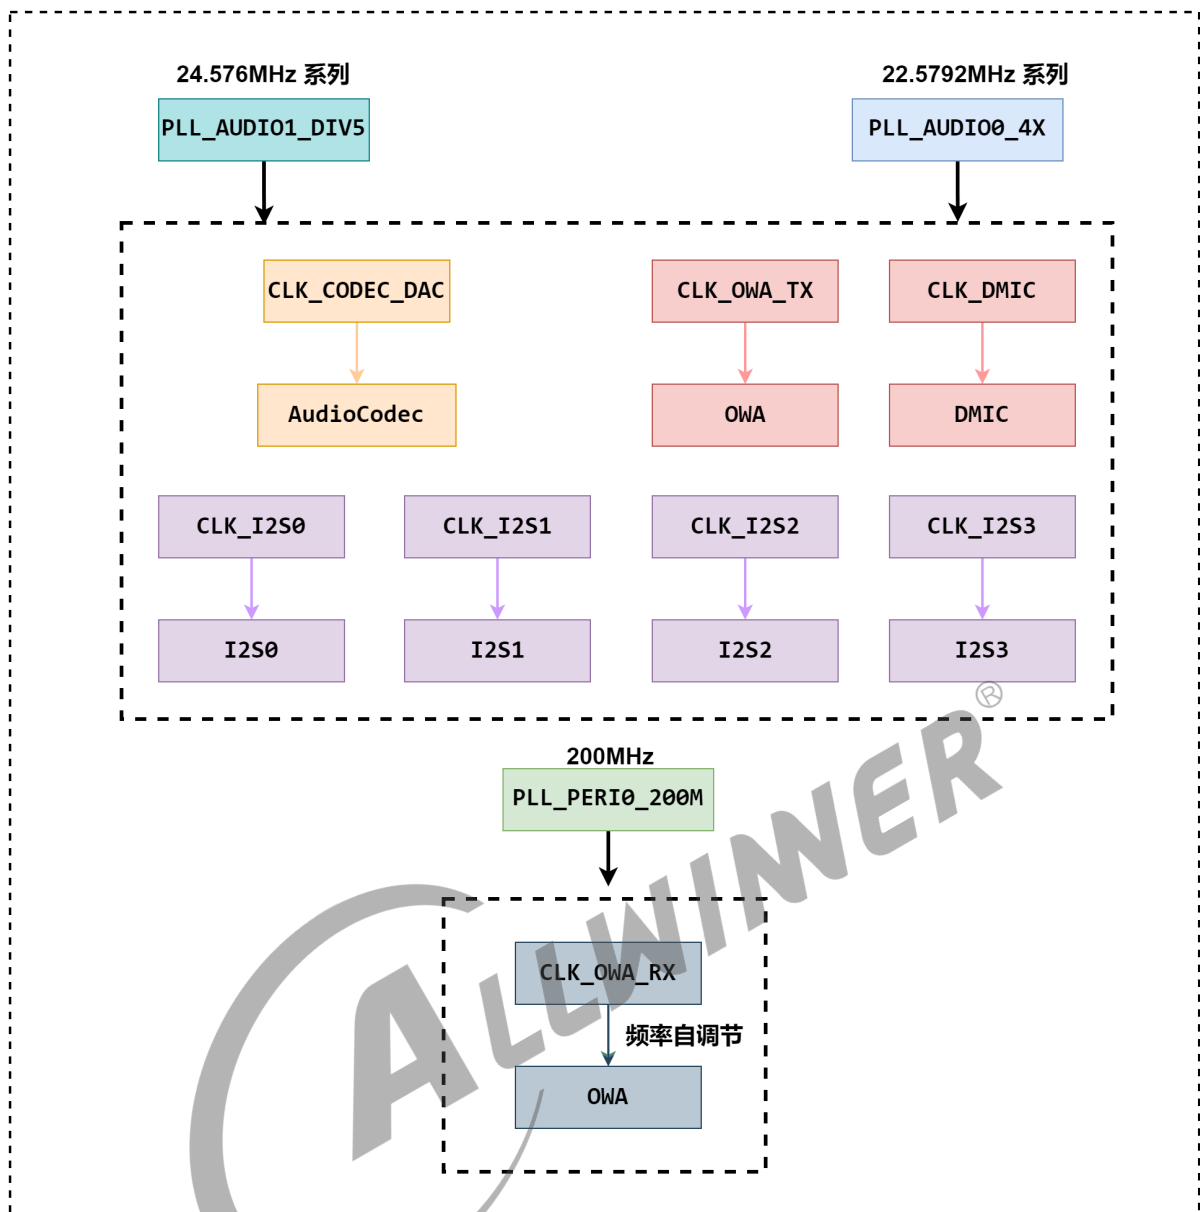 24.576MHz 系列
22.5792MHz 系列
PLL_AUDIO1_DIV5
PLL_AUDIO0_4X
CLK_CODEC_DAC
CLK_OWA_TX
CLK_DMIC
AudioCodec
OWA
DMIC
CLK_I2S0
CLK_I2S1
CLK_I2S2
CLK_I2S3
I2S0
I2S1
I2S2
I2S3
200MHz
PLL_PERI0_200M
CLK_OWA_RX
频率自调节
OWA
ALLWINNER®